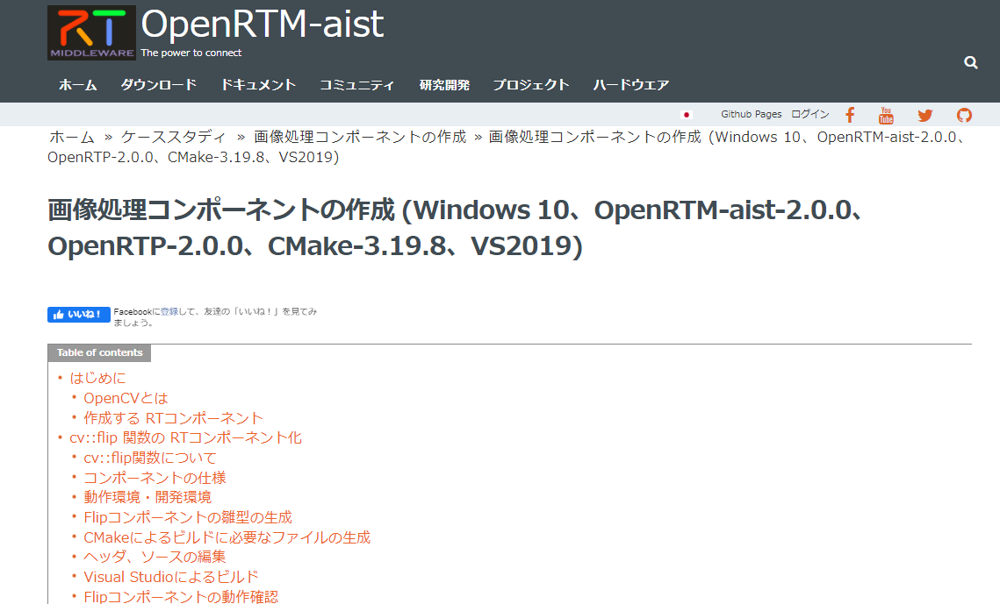 RT
MIDDLEWARE
OpenRTM-aist
The power to connect
ホーム ダウンロード ドキュメント コミュニティ 研究開発 プロジェクト ハードウエア
Github Pages ログイン You Tube
ホーム » ケーススタディ » 画像処理コンポーネントの作成 » 画像処理コンポーネントの作成 (Windows 10、OpenRTM-aist-2.0.0、
OpenRTP-2.0.0、CMake-3.19.8、VS2019)
画像処理コンポーネントの作成 (Windows 10、OpenRTM-aist-2.0.0、
OpenRTP-2.0.0、CMake-3.19.8、VS2019)
いいね！ Facebookに登録して、友達の「いいね！」を見てみ
ましょう。
Table of contents
• はじめに
• OpenCVとは
• 作成する RTコンポーネント
• cv::flip 関数の RTコンポーネント化
• cv::flip関数について
• コンポーネントの仕様
• 動作環境・開発環境
• Flipコンポーネントの雛型の生成
• CMakeによるビルドに必要なファイルの生成
• ヘッダ、ソースの編集
• Visual Studioによるビルド
• Flipコンポーネントの動作確認